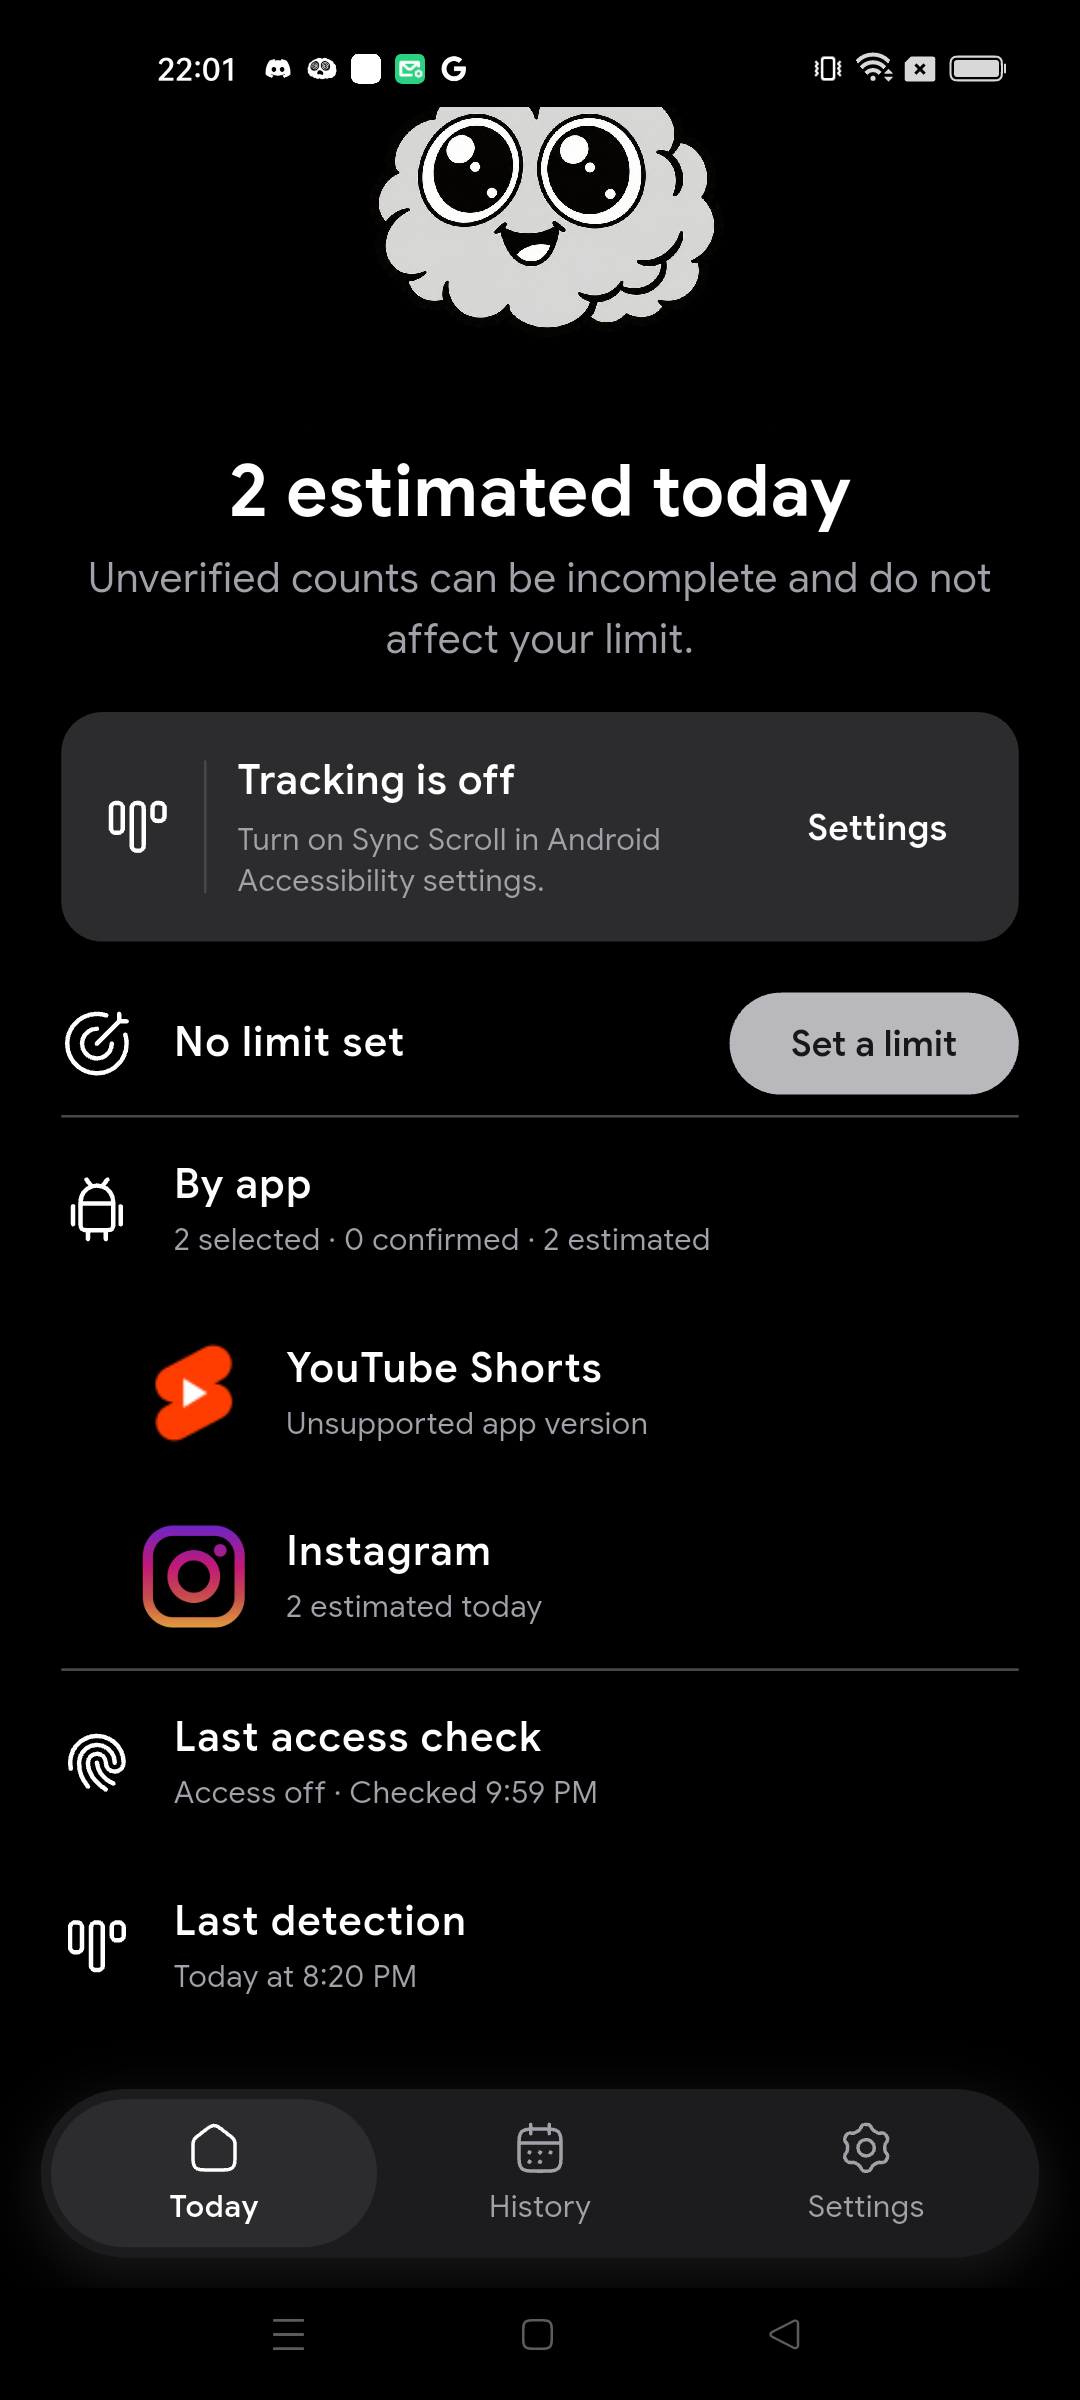 22:01
2 estimated today
Unverified counts can be incomplete and do not
affect your limit.
Tracking is off
Turn on Sync Scroll in Android
Accessibility settings.
Settings
No limit set
Set a limit
By app
2 selected · 0 confirmed · 2 estimated
YouTube Shorts
Unsupported app version
Instagram
2 estimated today
Last access check
Access off · Checked 9:59 PM
Last detection
Today at 8:20 PM
Today
History
Settings